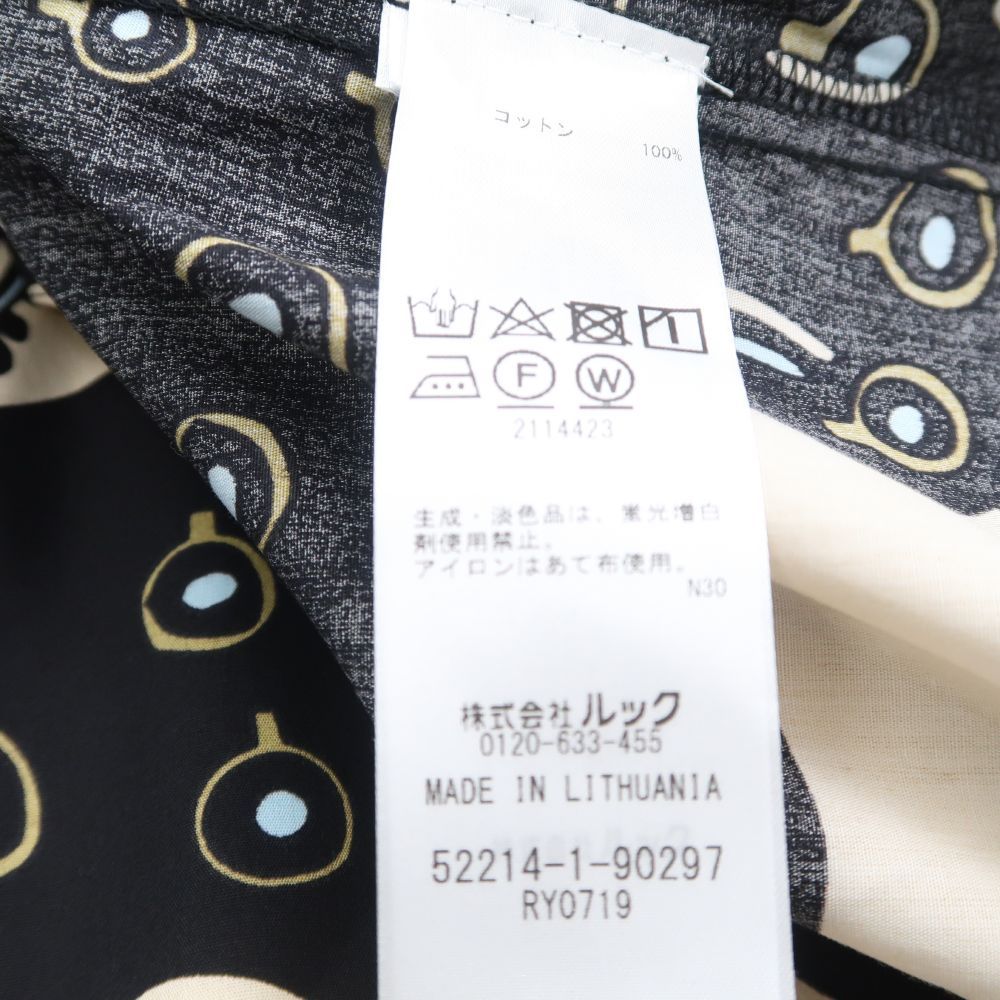 コットン
100%
F W
2114423
生成・淡色品は、蛍光増白
剤使用禁止。
アイロンはあて布使用。
N30
株式会社ルック
0120-633-455
MADE IN LITHUANIA
52214-1-90297
RY0719